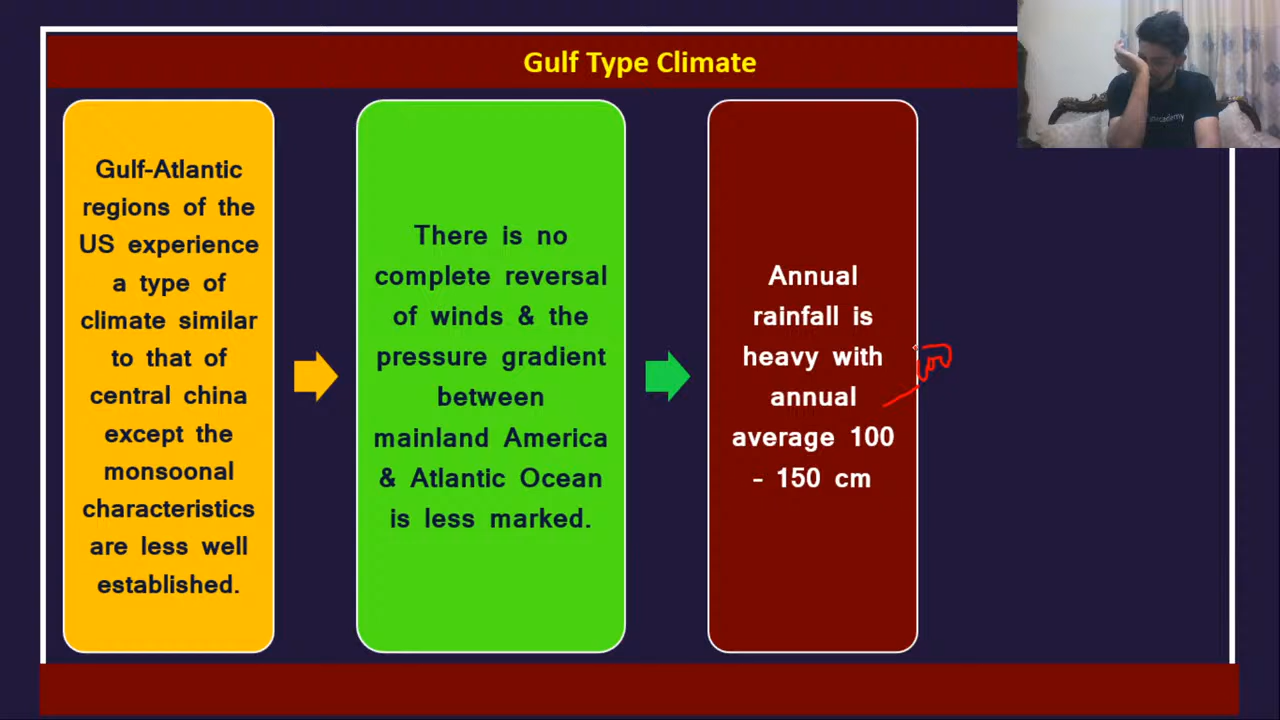 Gulf Type Climate
Gulf-Atlantic
regions of the
US experience
a type of
climate similar
to that of
central china
except the
monsoonal
characteristics
are less well
established.
There is no
complete reversal
of winds & the
pressure gradient
between
mainland America
& Atlantic Ocean
is less marked.
Annual
rainfall is
heavy with
annual
average 100
- 150 cm